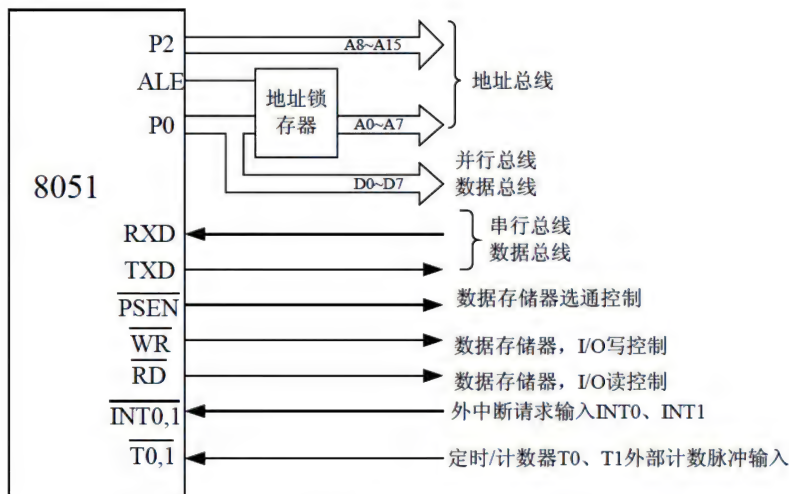 P2
A8~A15
ALE
地址锁
存器
地址总线
P0
A0~A7
并行总线
数据总线
D0~D7
8051
RXD
串行总线
数据总线
TXD
PSEN
数据存储器选通控制
WR
数据存储器，I/O写控制
RD
数据存储器，I/O读控制
INT0,1
外中断请求输入INT0、INT1
T0,1
定时/计数器T0、T1外部计数脉冲输入